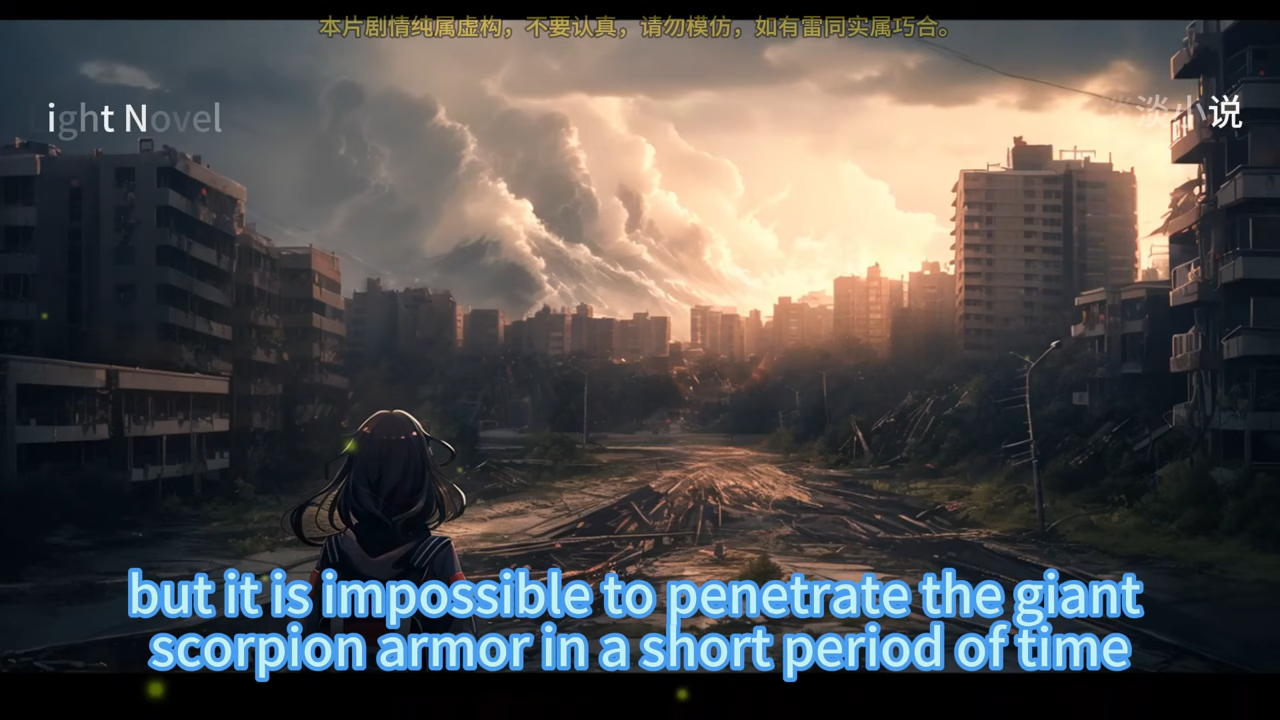 本片剧情纯属虚构，不要认真，请勿模仿，如有雷同实属巧合。
ight Novel
淡小说
but it is impossible to penetrate the giant
scorpion armor in a short period of time